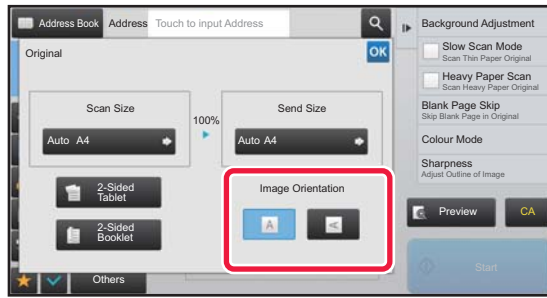 Address Book
Address
Touch to input Address
Original
OK
Scan Size
100%
Send Size
Auto A4
Auto A4
2-Sided
Tablet
2-Sided
Booklet
Image Orientation
A
A
Others
Background Adjustment
Slow Scan Mode
Scan Thin Paper Original
Heavy Paper Scan
Scan Heavy Paper Original
Blank Page Skip
Skip Blank Page in Original
Colour Mode
Sharpness
Adjust Outline of Image
Preview
CA
Start